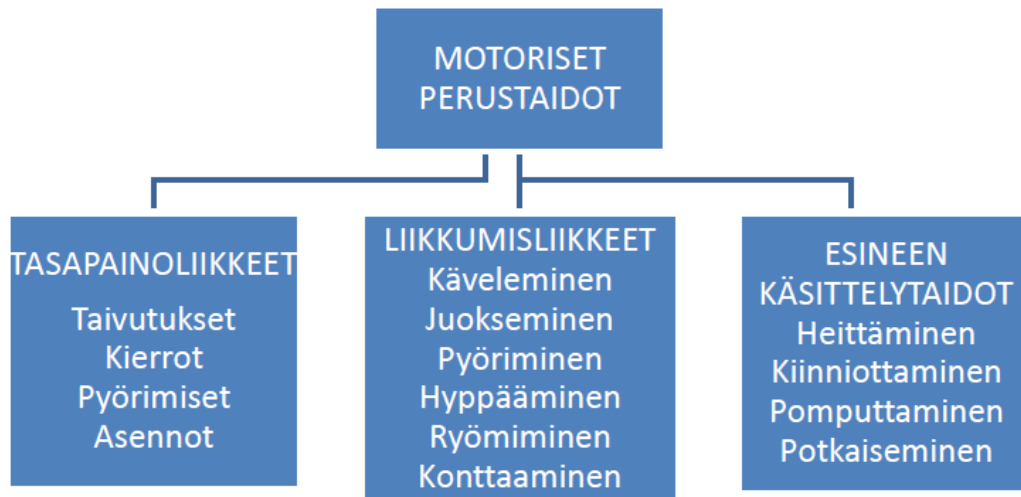 MOTORISET
PERUSTAIDOT
TASAPAINOLIIKKEET
Taivutukset
Kierrot
Pyörimiset
Asennot
LIIKKUMISLIIKKEET
Käveleminen
Juokseminen
Pyöriminen
Hyppääminen
Ryömiminen
Konttaaminen
ESINEEN
KÄSITTELYTAIDOT
Heittäminen
Kiinniottaminen
Pomputtaminen
Potkaiseminen